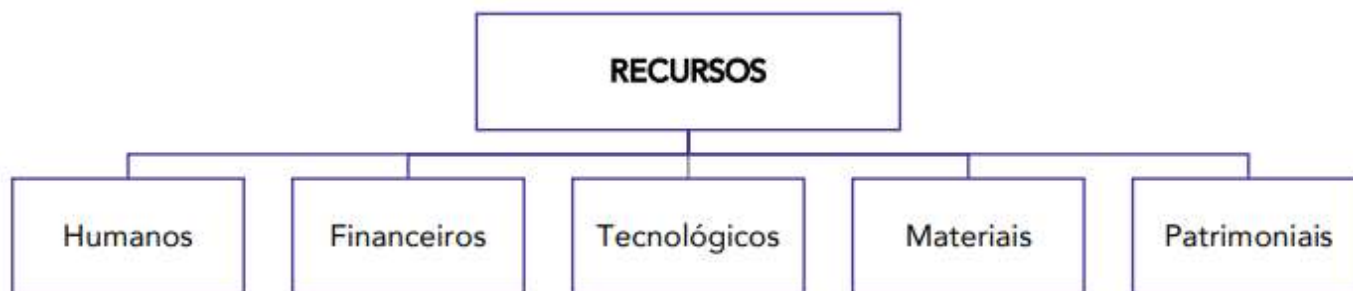 RECURSOS
Humanos
Financeiros
Tecnológicos
Materiais
Patrimoniais